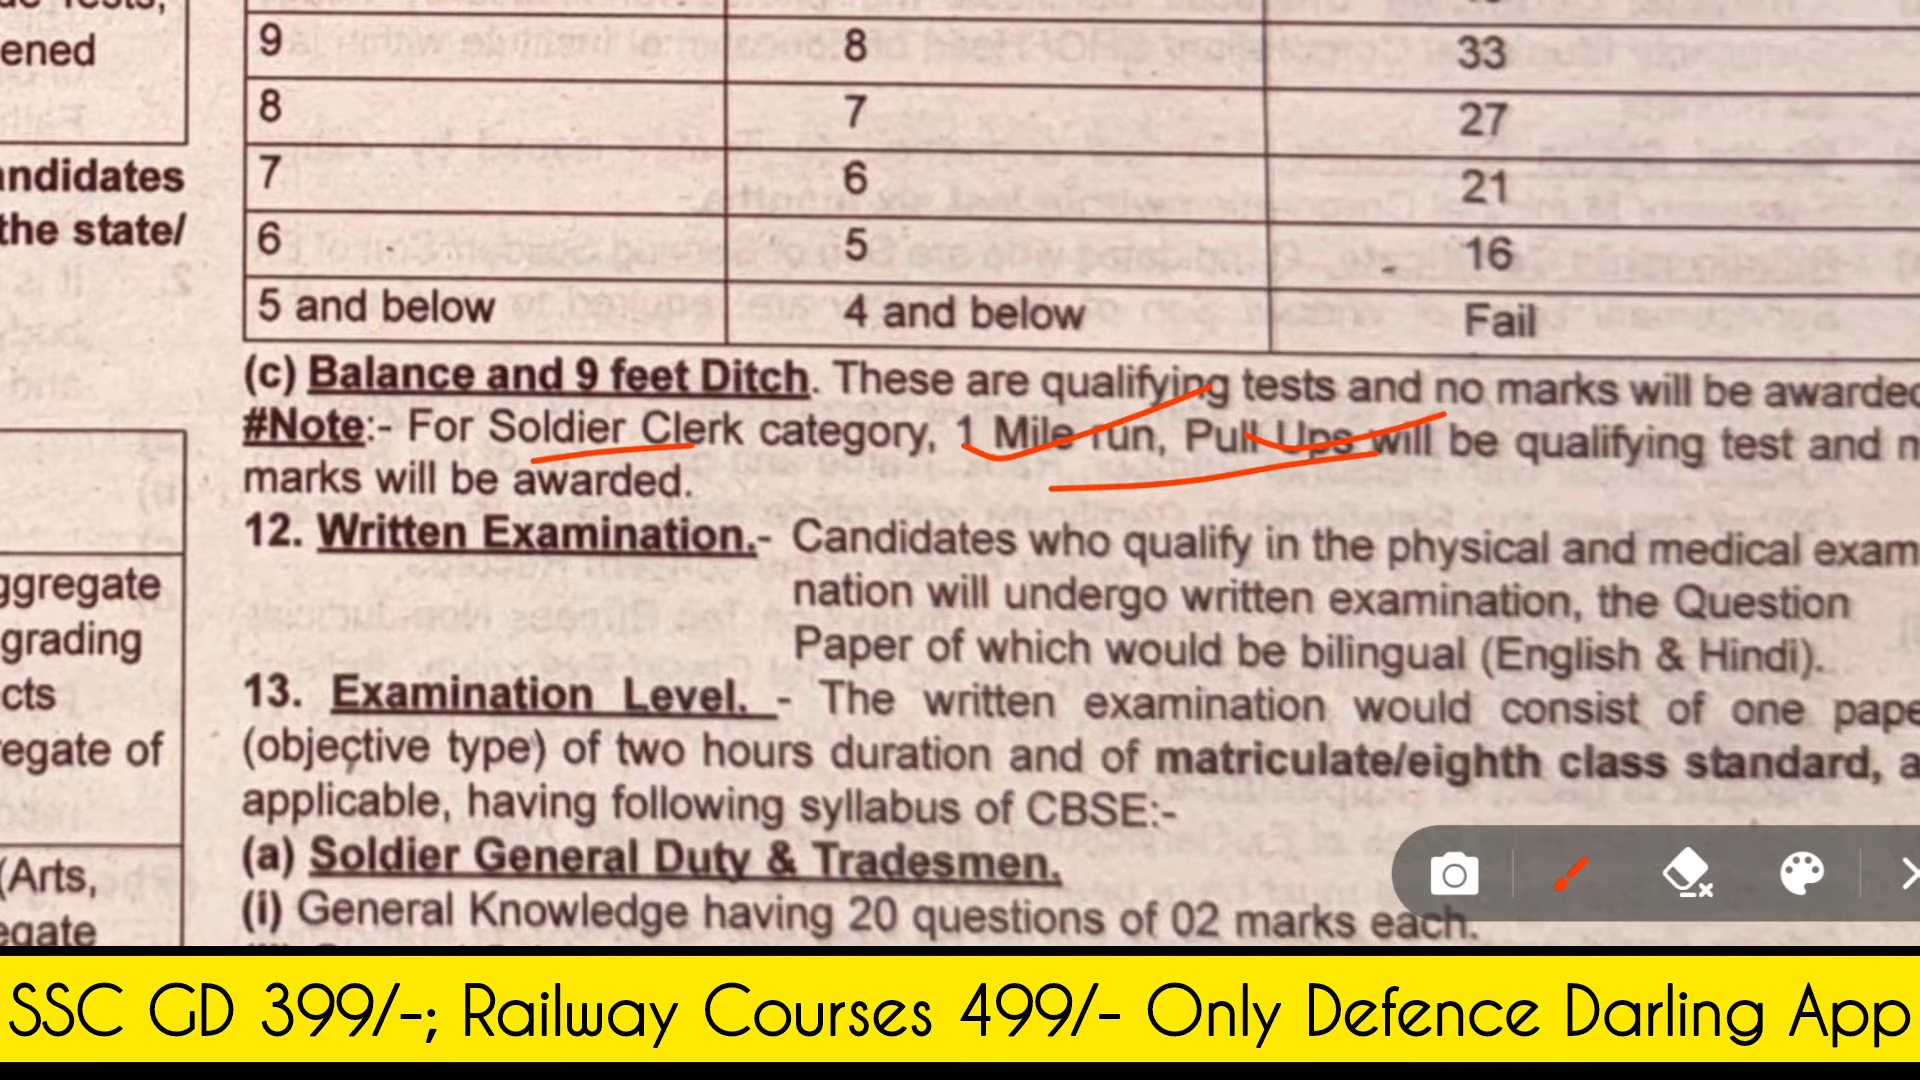 ened
andidates
the state/
ggregate
grading
cts
regate of
(Arts,
egate
9 8 33
8 7 27
7 6 21
6 5 16
5 and below 4 and below Fail
(c) Balance and 9 feet Ditch. These are qualifying tests and no marks will be awarded
#Note:- For Soldier Clerk category, 1 Mile run, Pull Ups will be qualifying test and n
marks will be awarded.
12. Written Examination.- Candidates who qualify in the physical and medical exam
nation will undergo written examination, the Question
Paper of which would be bilingual (English & Hindi).
13. Examination Level. - The written examination would consist of one pape
(objective type) of two hours duration and of matriculate/eighth class standard, a
applicable, having following syllabus of CBSE:-
(a) Soldier General Duty & Tradesmen.
(i) General Knowledge having 20 questions of 02 marks each.
SSC GD 399/-; Railway Courses 499/- Only Defence Darling App